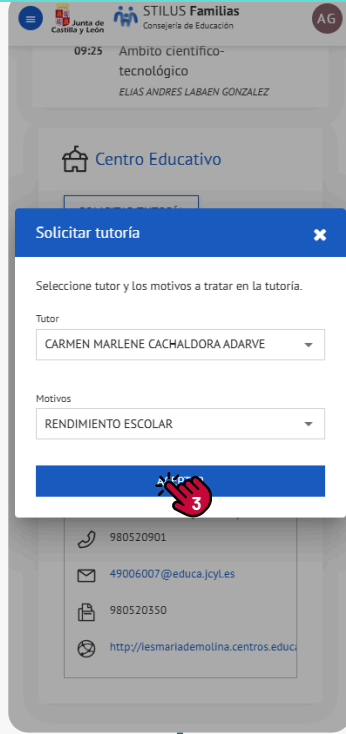 Junta de
Castilla y León
STILUS Familias
Consejería de Educación
AG
09:25 Ámbito científico-
tecnológico
ELIAS ANDRES LABAEN GONZALEZ
Centro Educativo
Solicitar tutoría
Seleccione tutor y los motivos a tratar en la tutoría.
Tutor
CARMEN MARLENE CACHALDORA ADARVE
Motivos
RENDIMIENTO ESCOLAR
3
980520901
49006007@educa.jcyl.es
980520350
http://iesmariademolina.centros.educa